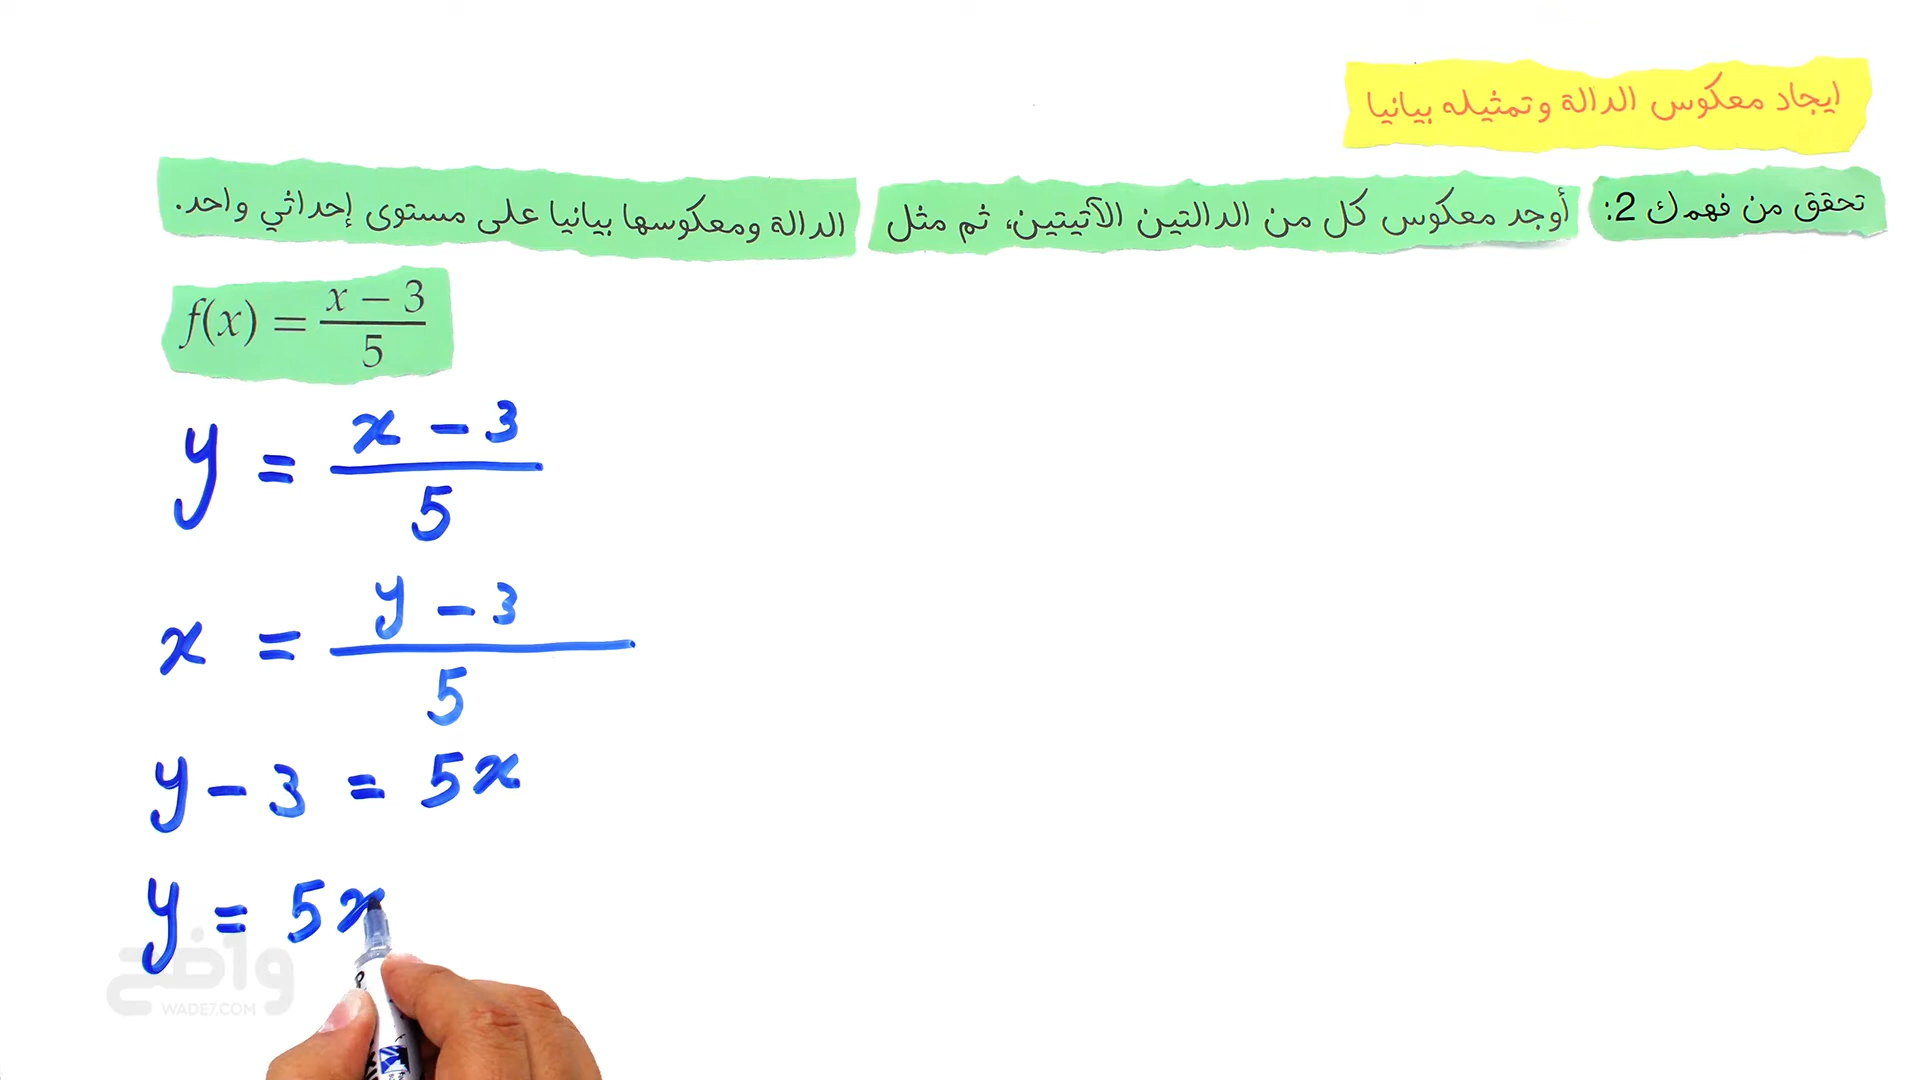 ايجاد معكوس الدالة وتمثيله بيانيا
تحقق من فهمك 2: أوجد معكوس كل من الدالتين الآتيتين، ثم مثل الدالة ومعكوسها بيانيا على مستوى إحداثي واحد.
f(x) = x − 3 / 5
y = x − 3 / 5
x = y − 3 / 5
y − 3 = 5x
y = 5x
واضح
WADE7.COM